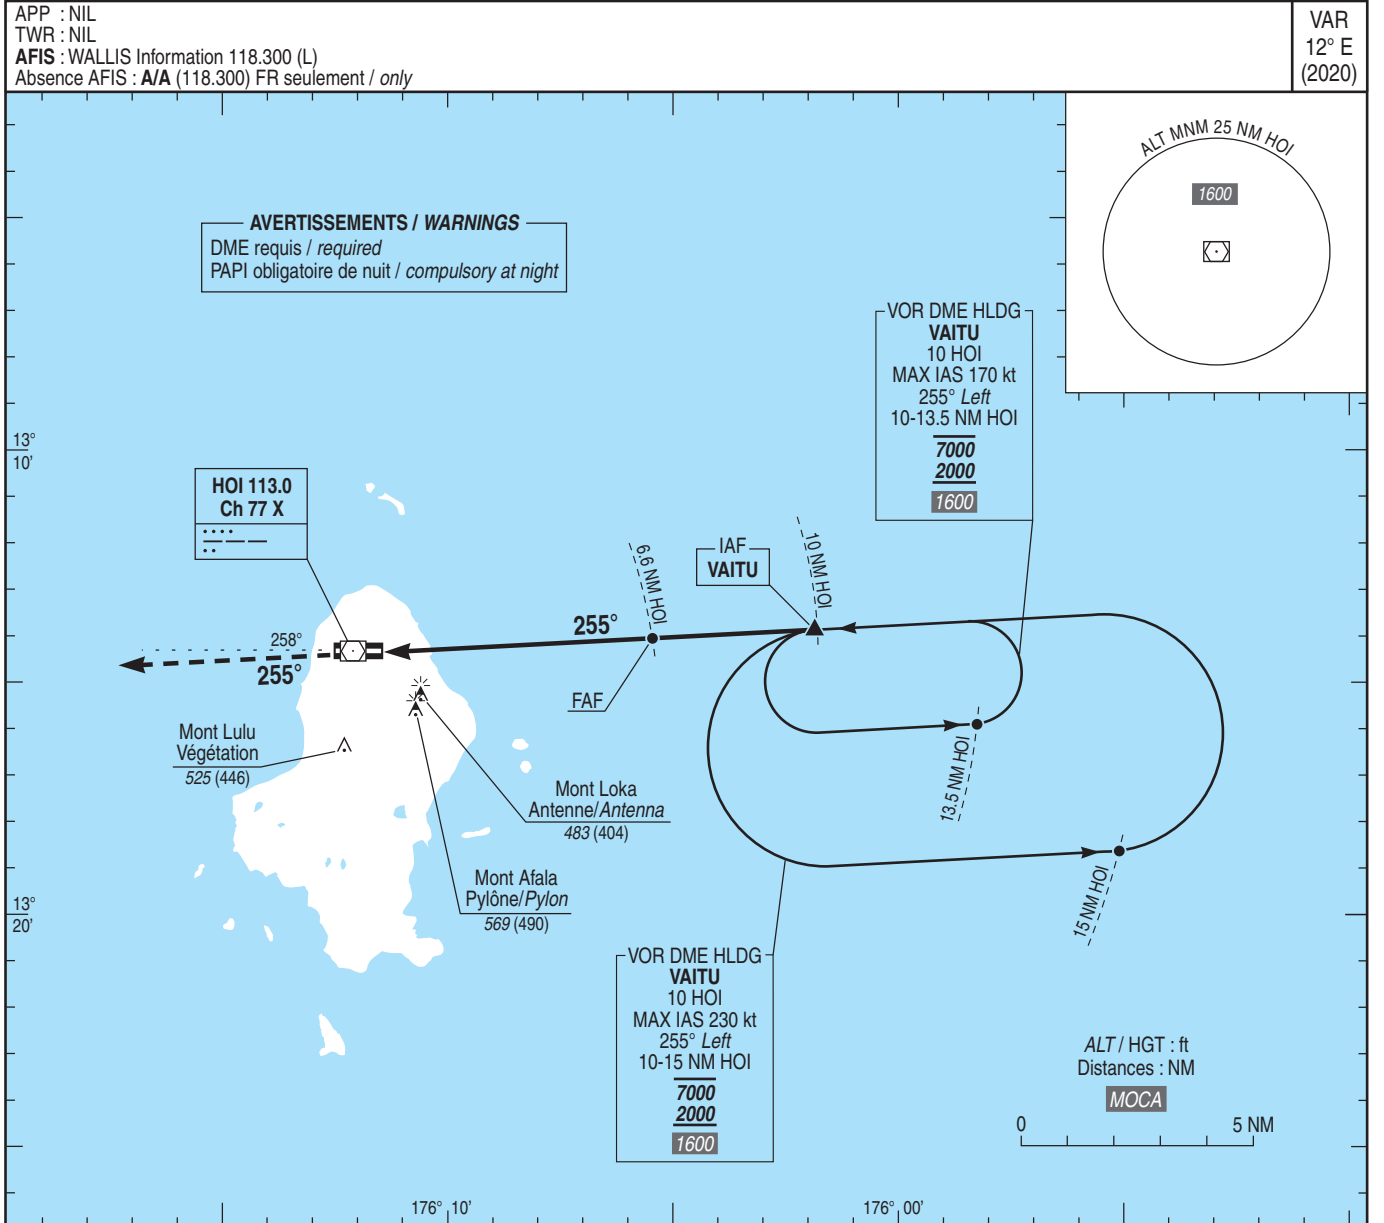 APP : NIL
TWR : NIL
AFIS : WALLIS Information 118.300 (L)
Absence AFIS : A/A (118.300) FR seulement / only
VAR
12° E
(2020)
ALT MNM 25 NM HOI
1600
AVERTISSEMENTS / WARNINGS
DME requis / required
PAPI obligatoire de nuit / compulsory at night
VOR DME HLDG
VAITU
10 HOI
MAX IAS 170 kt
255° Left
10-13.5 NM HOI
7000
2000
1600
13°
10'
HOI 113.0
Ch 77 X
6.6 NM HOI
IAF
VAITU
10 NM HOI
255°
258°
255°
FAF
Mont Lulu
Végétation
525 (446)
13.5 NM HOI
Mont Loka
Antenne/Antenna
483 (404)
Mont Afala
Pylône/Pylon
569 (490)
15 NM HOI
13°
20'
VOR DME HLDG
VAITU
10 HOI
MAX IAS 230 kt
255° Left
10-15 NM HOI
7000
2000
1600
ALT / HGT : ft
Distances : NM
MOCA
0 5 NM
176° 10'
176° 00'